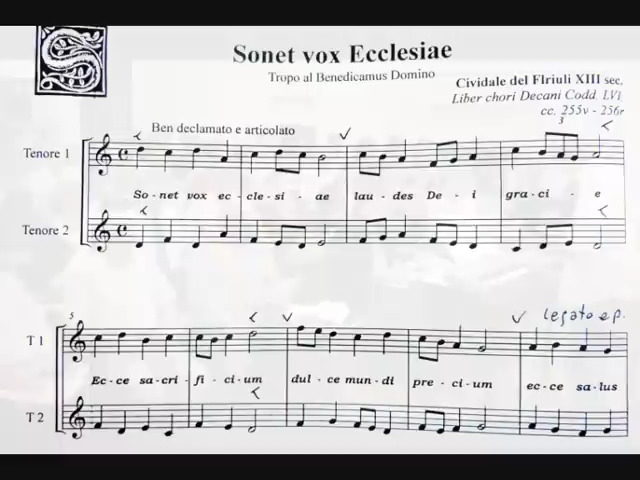 S
Sonet vox Ecclesiae
Tropo al Benedicamus Domino
Cividale del FIriuli XIII sec.
Liber chori Decani Codd. LVI
cc. 255v - 256r
Ben declamato e articolato
3
Tenore 1
So - net vox ec - cle - si - ae lau - des De - i gra - ci - e
Tenore 2
5
legato e p.
T 1
Ec - ce sa - cri - fi - ci - um dul - ce mun - di pre - ci - um ec - ce sa - lus
T 2